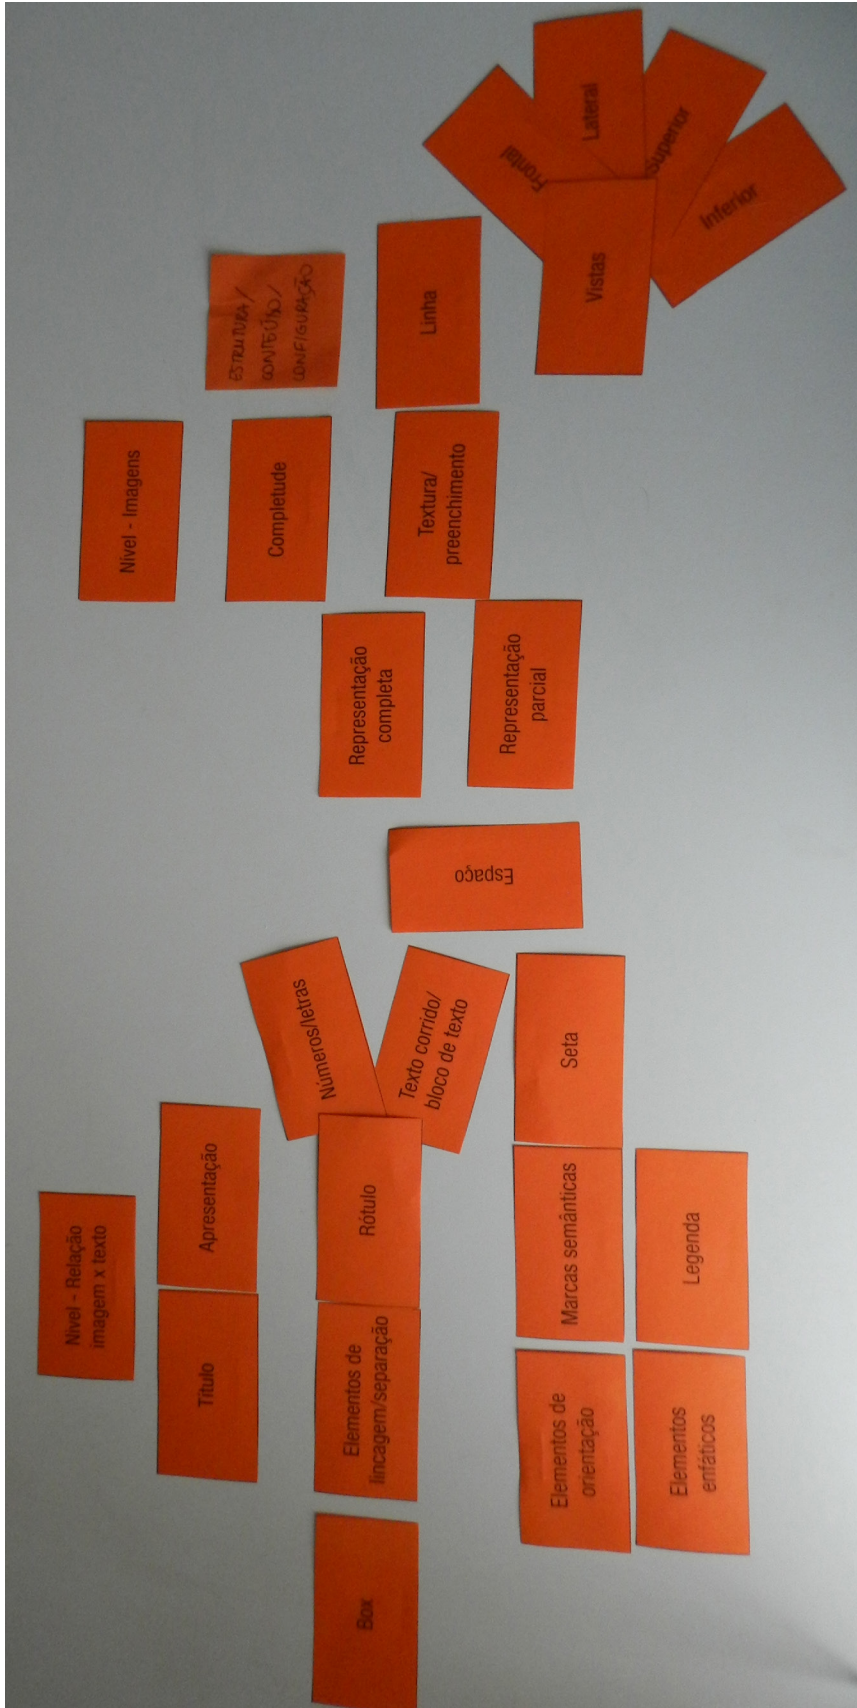 Nível - Relação
imagem x texto
Título
Apresentação
Box
Elementos de
lincagem/separação
Rótulo
Números/letras
Texto corrido/
bloco de texto
Elementos de
orientação
Marcas semânticas
Seta
Elementos
enfáticos
Legenda
Espaço
Nível - Imagens
Completude
ESTRUTURA/
CONTEÚDO/
CONFIGURAÇÃO
Representação
completa
Textura/
preenchimento
Linha
Representação
parcial
Vistas
Frontal
Lateral
Superior
Inferior